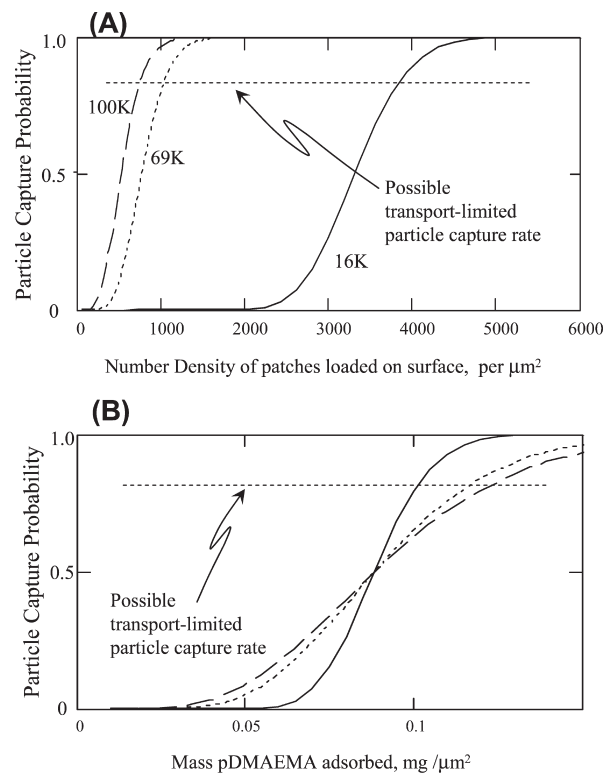 (A)
1.0
0.5
0
Particle Capture Probability
100K
69K
16K
Possible
transport-limited
particle capture rate
0 1000 2000 3000 4000 5000 6000
Number Density of patches loaded on surface, per μm²
(B)
1.0
0.5
0
Particle Capture Probability
Possible
transport-limited
particle capture rate
0 0.05 0.1
Mass pDMAEMA adsorbed, mg /μm²